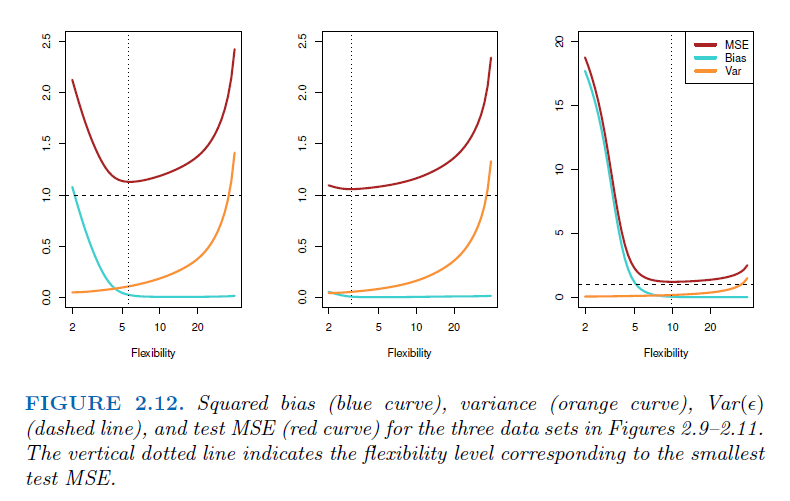 MSE
Bias
Var
0.0 0.5 1.0 1.5 2.0 2.5
0.0 0.5 1.0 1.5 2.0 2.5
0 5 10 15 20
2 5 10 20
2 5 10 20
2 5 10 20
Flexibility
Flexibility
Flexibility
FIGURE 2.12. Squared bias (blue curve), variance (orange curve), Var(ϵ)
(dashed line), and test MSE (red curve) for the three data sets in Figures 2.9–2.11.
The vertical dotted line indicates the flexibility level corresponding to the smallest
test MSE.